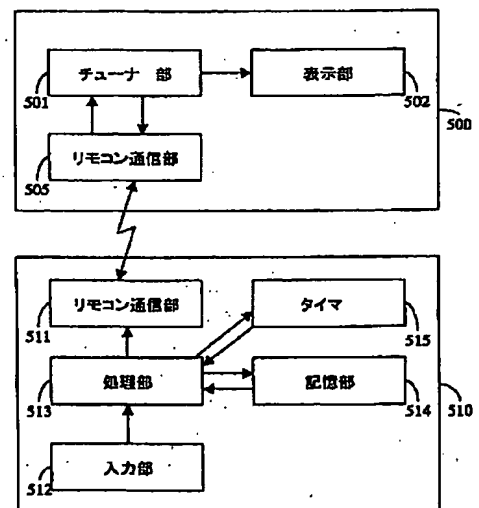 チューナ 部
表示部
501
502
500
リモコン通信部
505
リモコン通信部
タイマ
511
515
処理部
記憶部
513
514
510
入力部
512